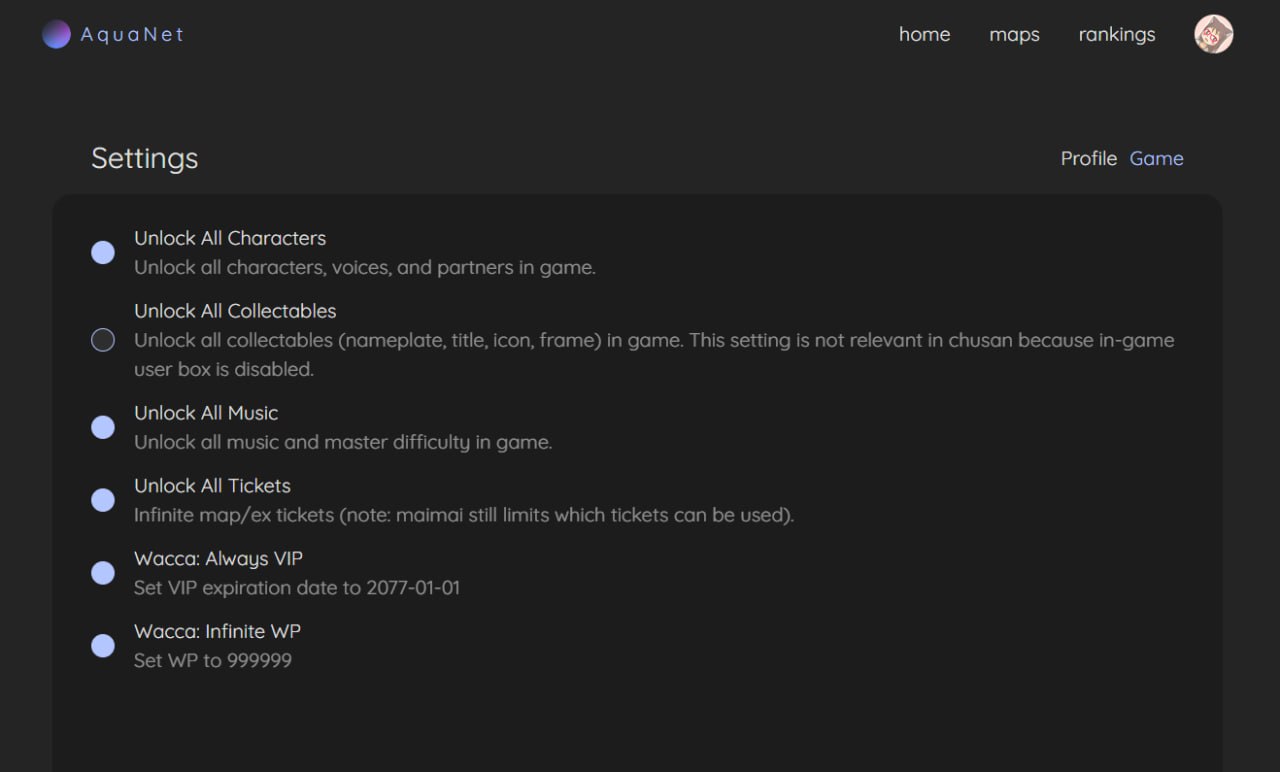 AquaNet
home maps rankings
Settings
Profile Game
Unlock All Characters
Unlock all characters, voices, and partners in game.
Unlock All Collectables
Unlock all collectables (nameplate, title, icon, frame) in game. This setting is not relevant in chusan because in-game
user box is disabled.
Unlock All Music
Unlock all music and master difficulty in game.
Unlock All Tickets
Infinite map/ex tickets (note: maimai still limits which tickets can be used).
Wacca: Always VIP
Set VIP expiration date to 2077-01-01
Wacca: Infinite WP
Set WP to 999999